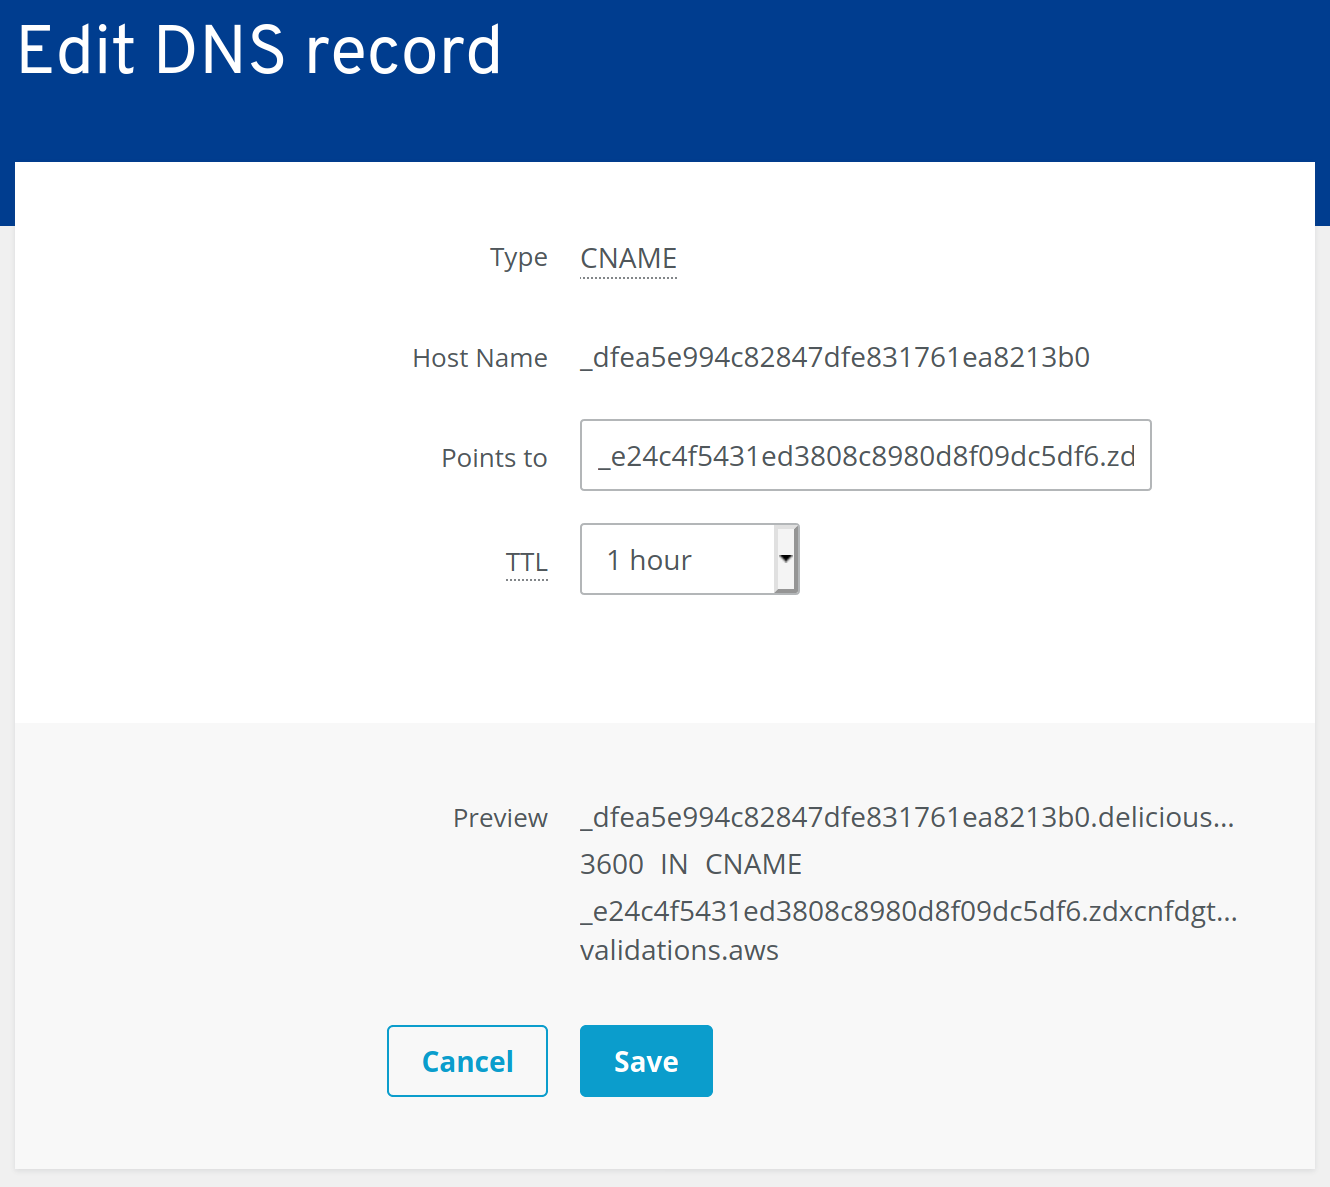 Edit DNS record
Type CNAME
Host Name _dfea5e994c82847dfe831761ea8213b0
Points to _e24c4f5431ed3808c8980d8f09dc5df6.zd
TTL 1 hour
Preview _dfea5e994c82847dfe831761ea8213b0.delicious...
3600 IN CNAME
_e24c4f5431ed3808c8980d8f09dc5df6.zdxcnfdgt...
validations.aws
Cancel Save